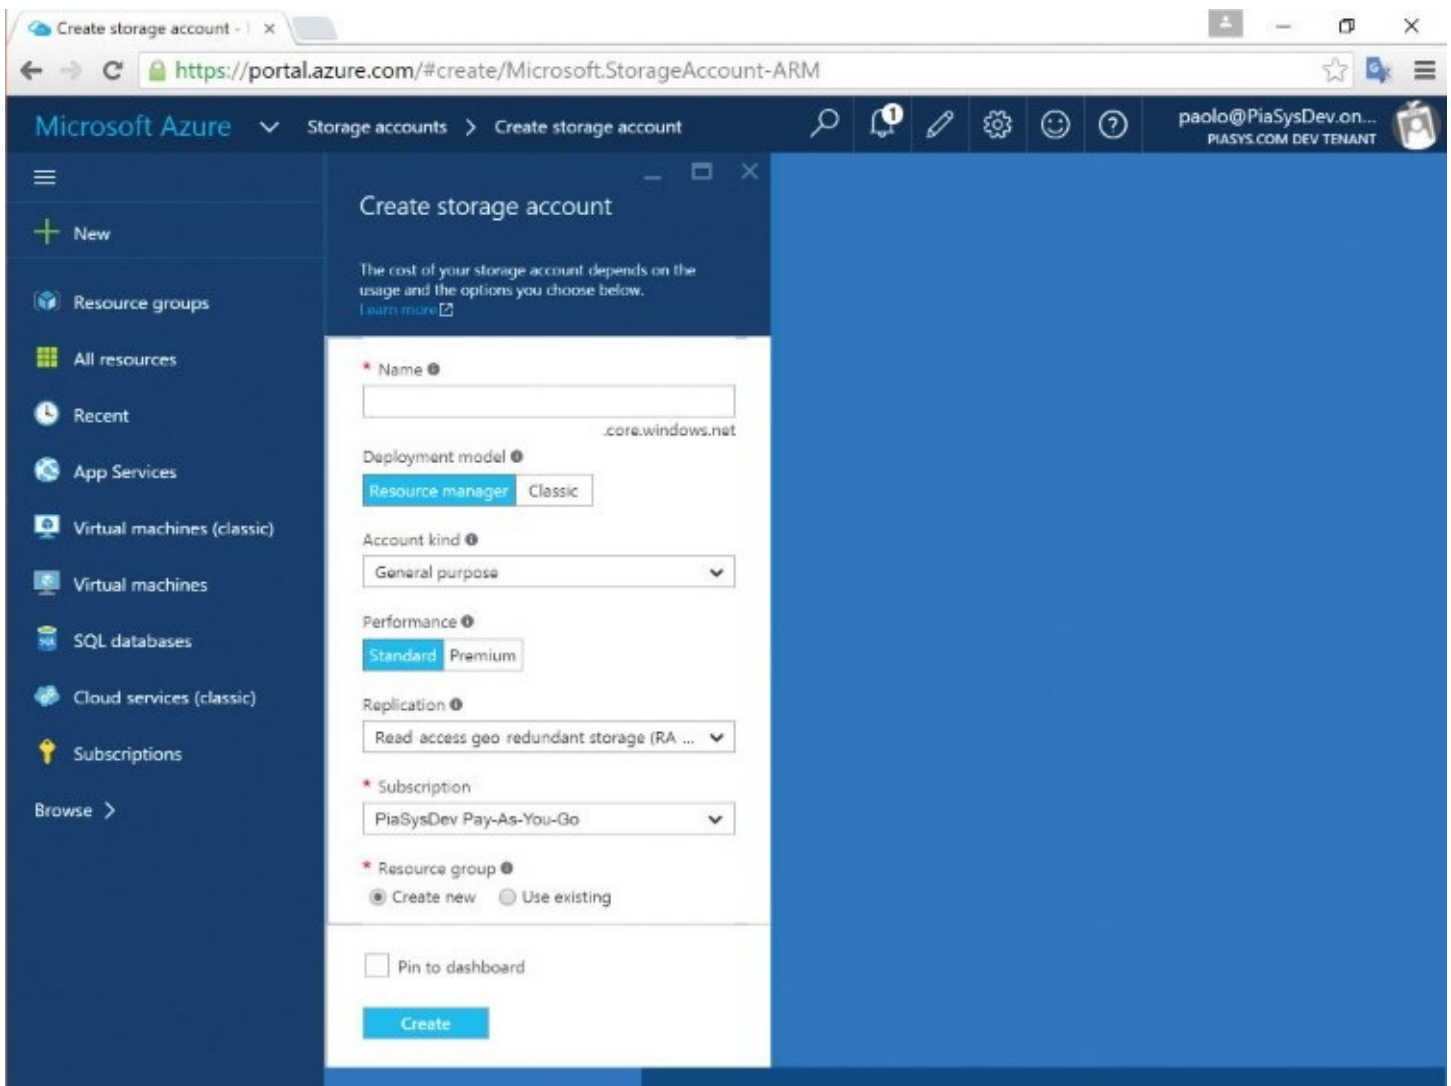 Create storage account -
https://portal.azure.com/#create/Microsoft.StorageAccount-ARM
Microsoft Azure Storage accounts > Create storage account 1 paolo@PiaSysDev.on...
PIASYS.COM DEV TENANT
New
Resource groups
All resources
Recent
App Services
Virtual machines (classic)
Virtual machines
SQL databases
Cloud services (classic)
Subscriptions
Browse >
Create storage account
The cost of your storage account depends on the
usage and the options you choose below.
Learn more
* Name
.core.windows.net
Deployment model
Resource manager Classic
Account kind
General purpose
Performance
Standard Premium
Replication
Read access geo redundant storage (RA ...
* Subscription
PiaSysDev Pay-As-You-Go
* Resource group
Create new Use existing
Pin to dashboard
Create